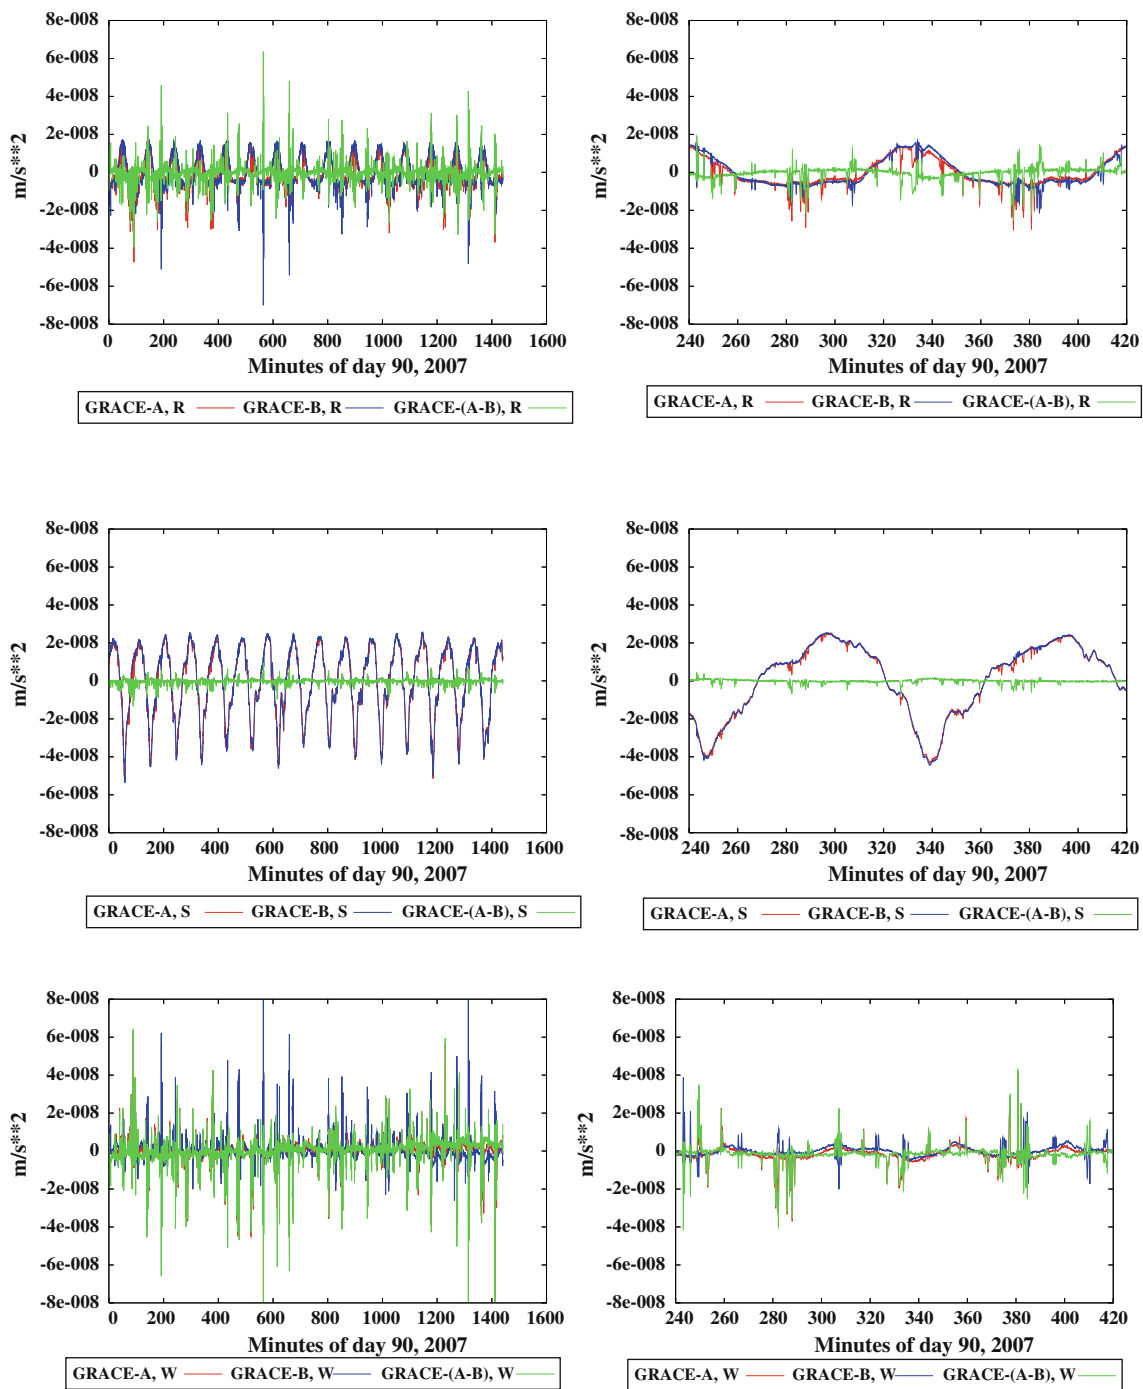 8e-008
6e-008
4e-008
2e-008
0
-2e-008
-4e-008
-6e-008
-8e-008
m/s**2
0 200 400 600 800 1000 1200 1400 1600
Minutes of day 90, 2007
GRACE-A, R GRACE-B, R GRACE-(A-B), R
8e-008
6e-008
4e-008
2e-008
0
-2e-008
-4e-008
-6e-008
-8e-008
m/s**2
240 260 280 300 320 340 360 380 400 420
Minutes of day 90, 2007
GRACE-A, R GRACE-B, R GRACE-(A-B), R
8e-008
6e-008
4e-008
2e-008
0
-2e-008
-4e-008
-6e-008
-8e-008
m/s**2
0 200 400 600 800 1000 1200 1400 1600
Minutes of day 90, 2007
GRACE-A, S GRACE-B, S GRACE-(A-B), S
8e-008
6e-008
4e-008
2e-008
0
-2e-008
-4e-008
-6e-008
-8e-008
m/s**2
240 260 280 300 320 340 360 380 400 420
Minutes of day 90, 2007
GRACE-A, S GRACE-B, S GRACE-(A-B), S
8e-008
6e-008
4e-008
2e-008
0
-2e-008
-4e-008
-6e-008
-8e-008
m/s**2
0 200 400 600 800 1000 1200 1400 1600
Minutes of day 90, 2007
GRACE-A, W GRACE-B, W GRACE-(A-B), W
8e-008
6e-008
4e-008
2e-008
0
-2e-008
-4e-008
-6e-008
-8e-008
m/s**2
240 260 280 300 320 340 360 380 400 420
Minutes of day 90, 2007
GRACE-A, W GRACE-B, W GRACE-(A-B), W